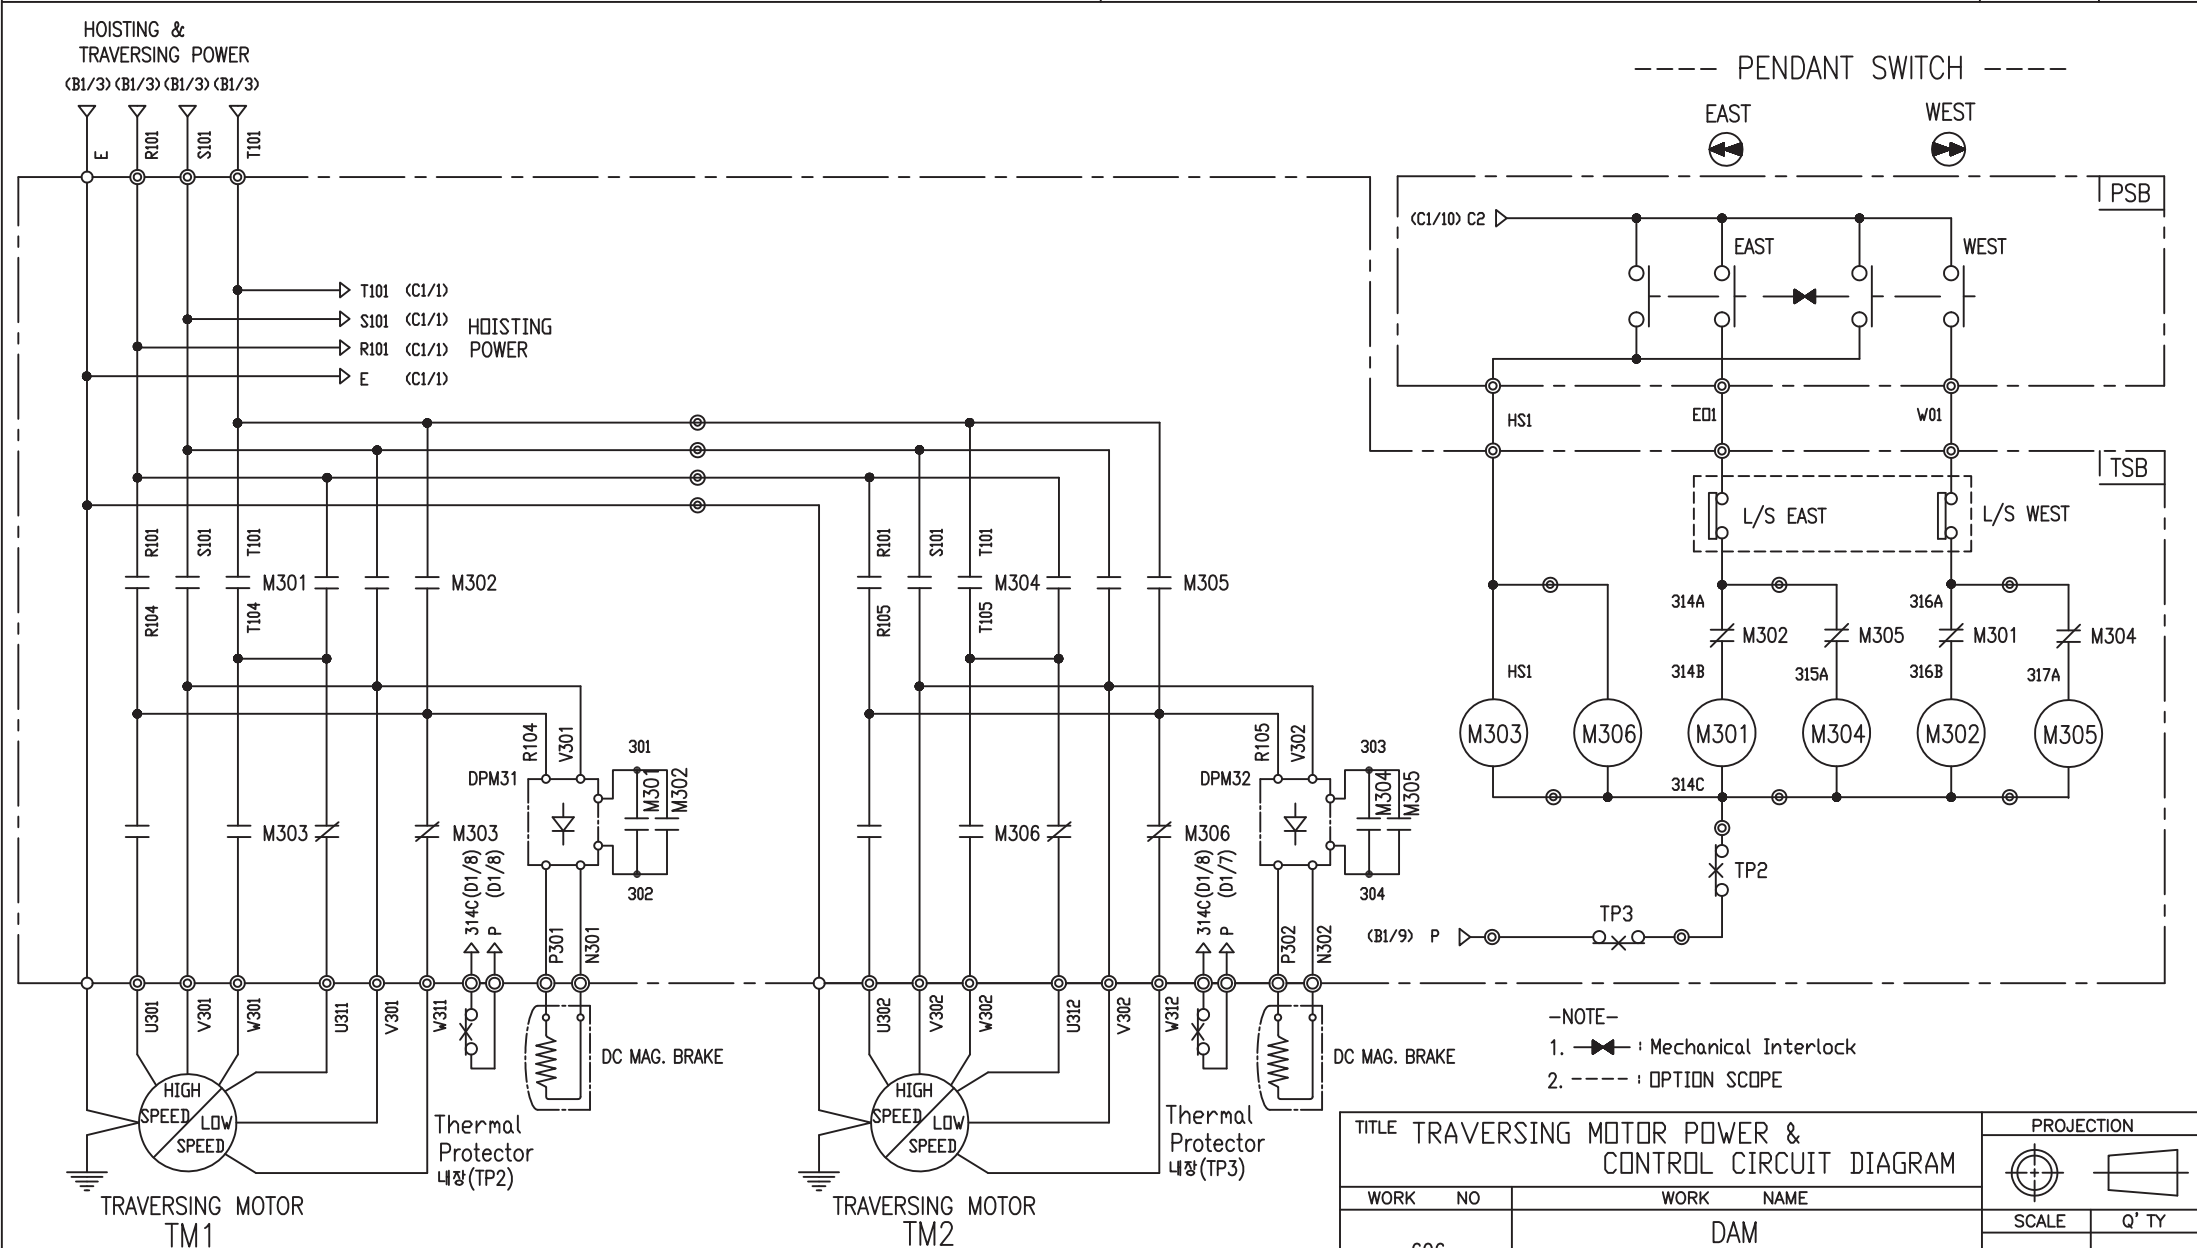 HOISTING &
TRAVERSING POWER
(B1/3) (B1/3) (B1/3) (B1/3)
E
R101
S101
T101
T101 (C1/1)
S101 (C1/1)
R101 (C1/1)
E (C1/1)
HOISTING
POWER
R101
S101
T101
M301
M302
R104
T104
R101
S101
T101
M304
M305
R105
T105
R104
V301
DPM31
301
M301
M302
302
M303
M303
314C(D1/8)
P (D1/8)
P301
N301
R105
V302
DPM32
303
M304
M305
304
M306
M306
314C(D1/8)
P (D1/7)
P302
N302
U301
V301
W301
U311
V301
W311
U302
V302
W302
U312
V302
W312
DC MAG. BRAKE
DC MAG. BRAKE
HIGH
SPEED
LOW
SPEED
HIGH
SPEED
LOW
SPEED
Thermal
Protector
내장(TP2)
Thermal
Protector
내장(TP3)
TRAVERSING MOTOR
TM1
TRAVERSING MOTOR
TM2
---- PENDANT SWITCH ----
EAST
WEST
PSB
(C1/10) C2
EAST
WEST
HS1
E01
W01
TSB
L/S EAST
L/S WEST
314A
316A
M302
M305
M301
M304
HS1
314B
315A
316B
317A
M303
M306
M301
M304
M302
M305
314C
TP2
TP3
(B1/9) P
-NOTE-
1. : Mechanical Interlock
2. ---- : OPTION SCOPE
TITLE TRAVERSING MOTOR POWER &
CONTROL CIRCUIT DIAGRAM
PROJECTION
WORK NO
WORK NAME
DAM
SCALE
Q' TY